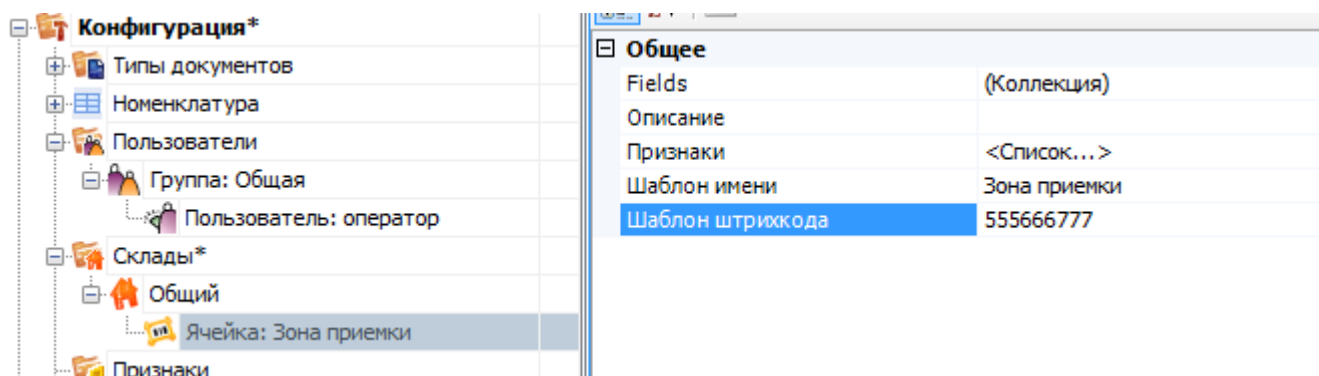 Конфигурация*
Типы документов
Номенклатура
Пользователи
Группа: Общая
Пользователь: оператор
Склады*
Общий
Ячейка: Зона приемки
Признаки
Общее
Fields (Коллекция)
Описание
Признаки <Список...>
Шаблон имени Зона приемки
Шаблон штрихкода 555666777